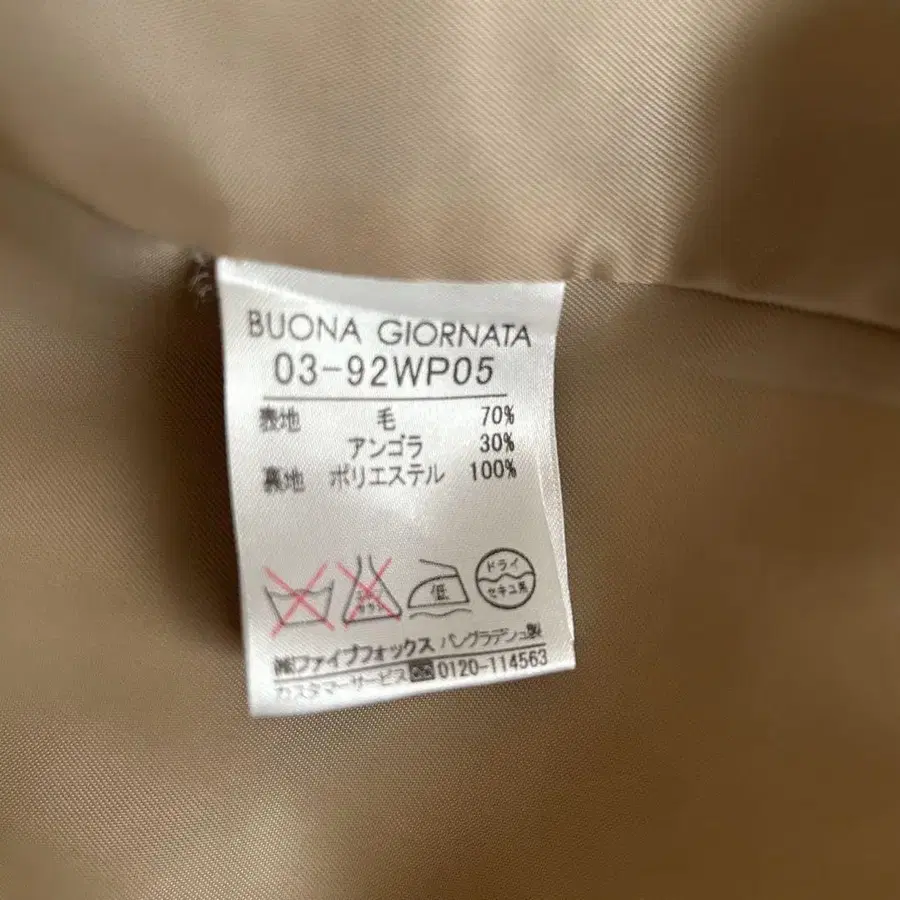 BUONA GIORNATA
03-92WP05
表地 毛 70%
アンゴラ 30%
裏地 ポリエステル 100%
低 ドライ
セキユ系
㈱ファイブフォックス バングラデシュ製
カスタマーサービス 0120-114563